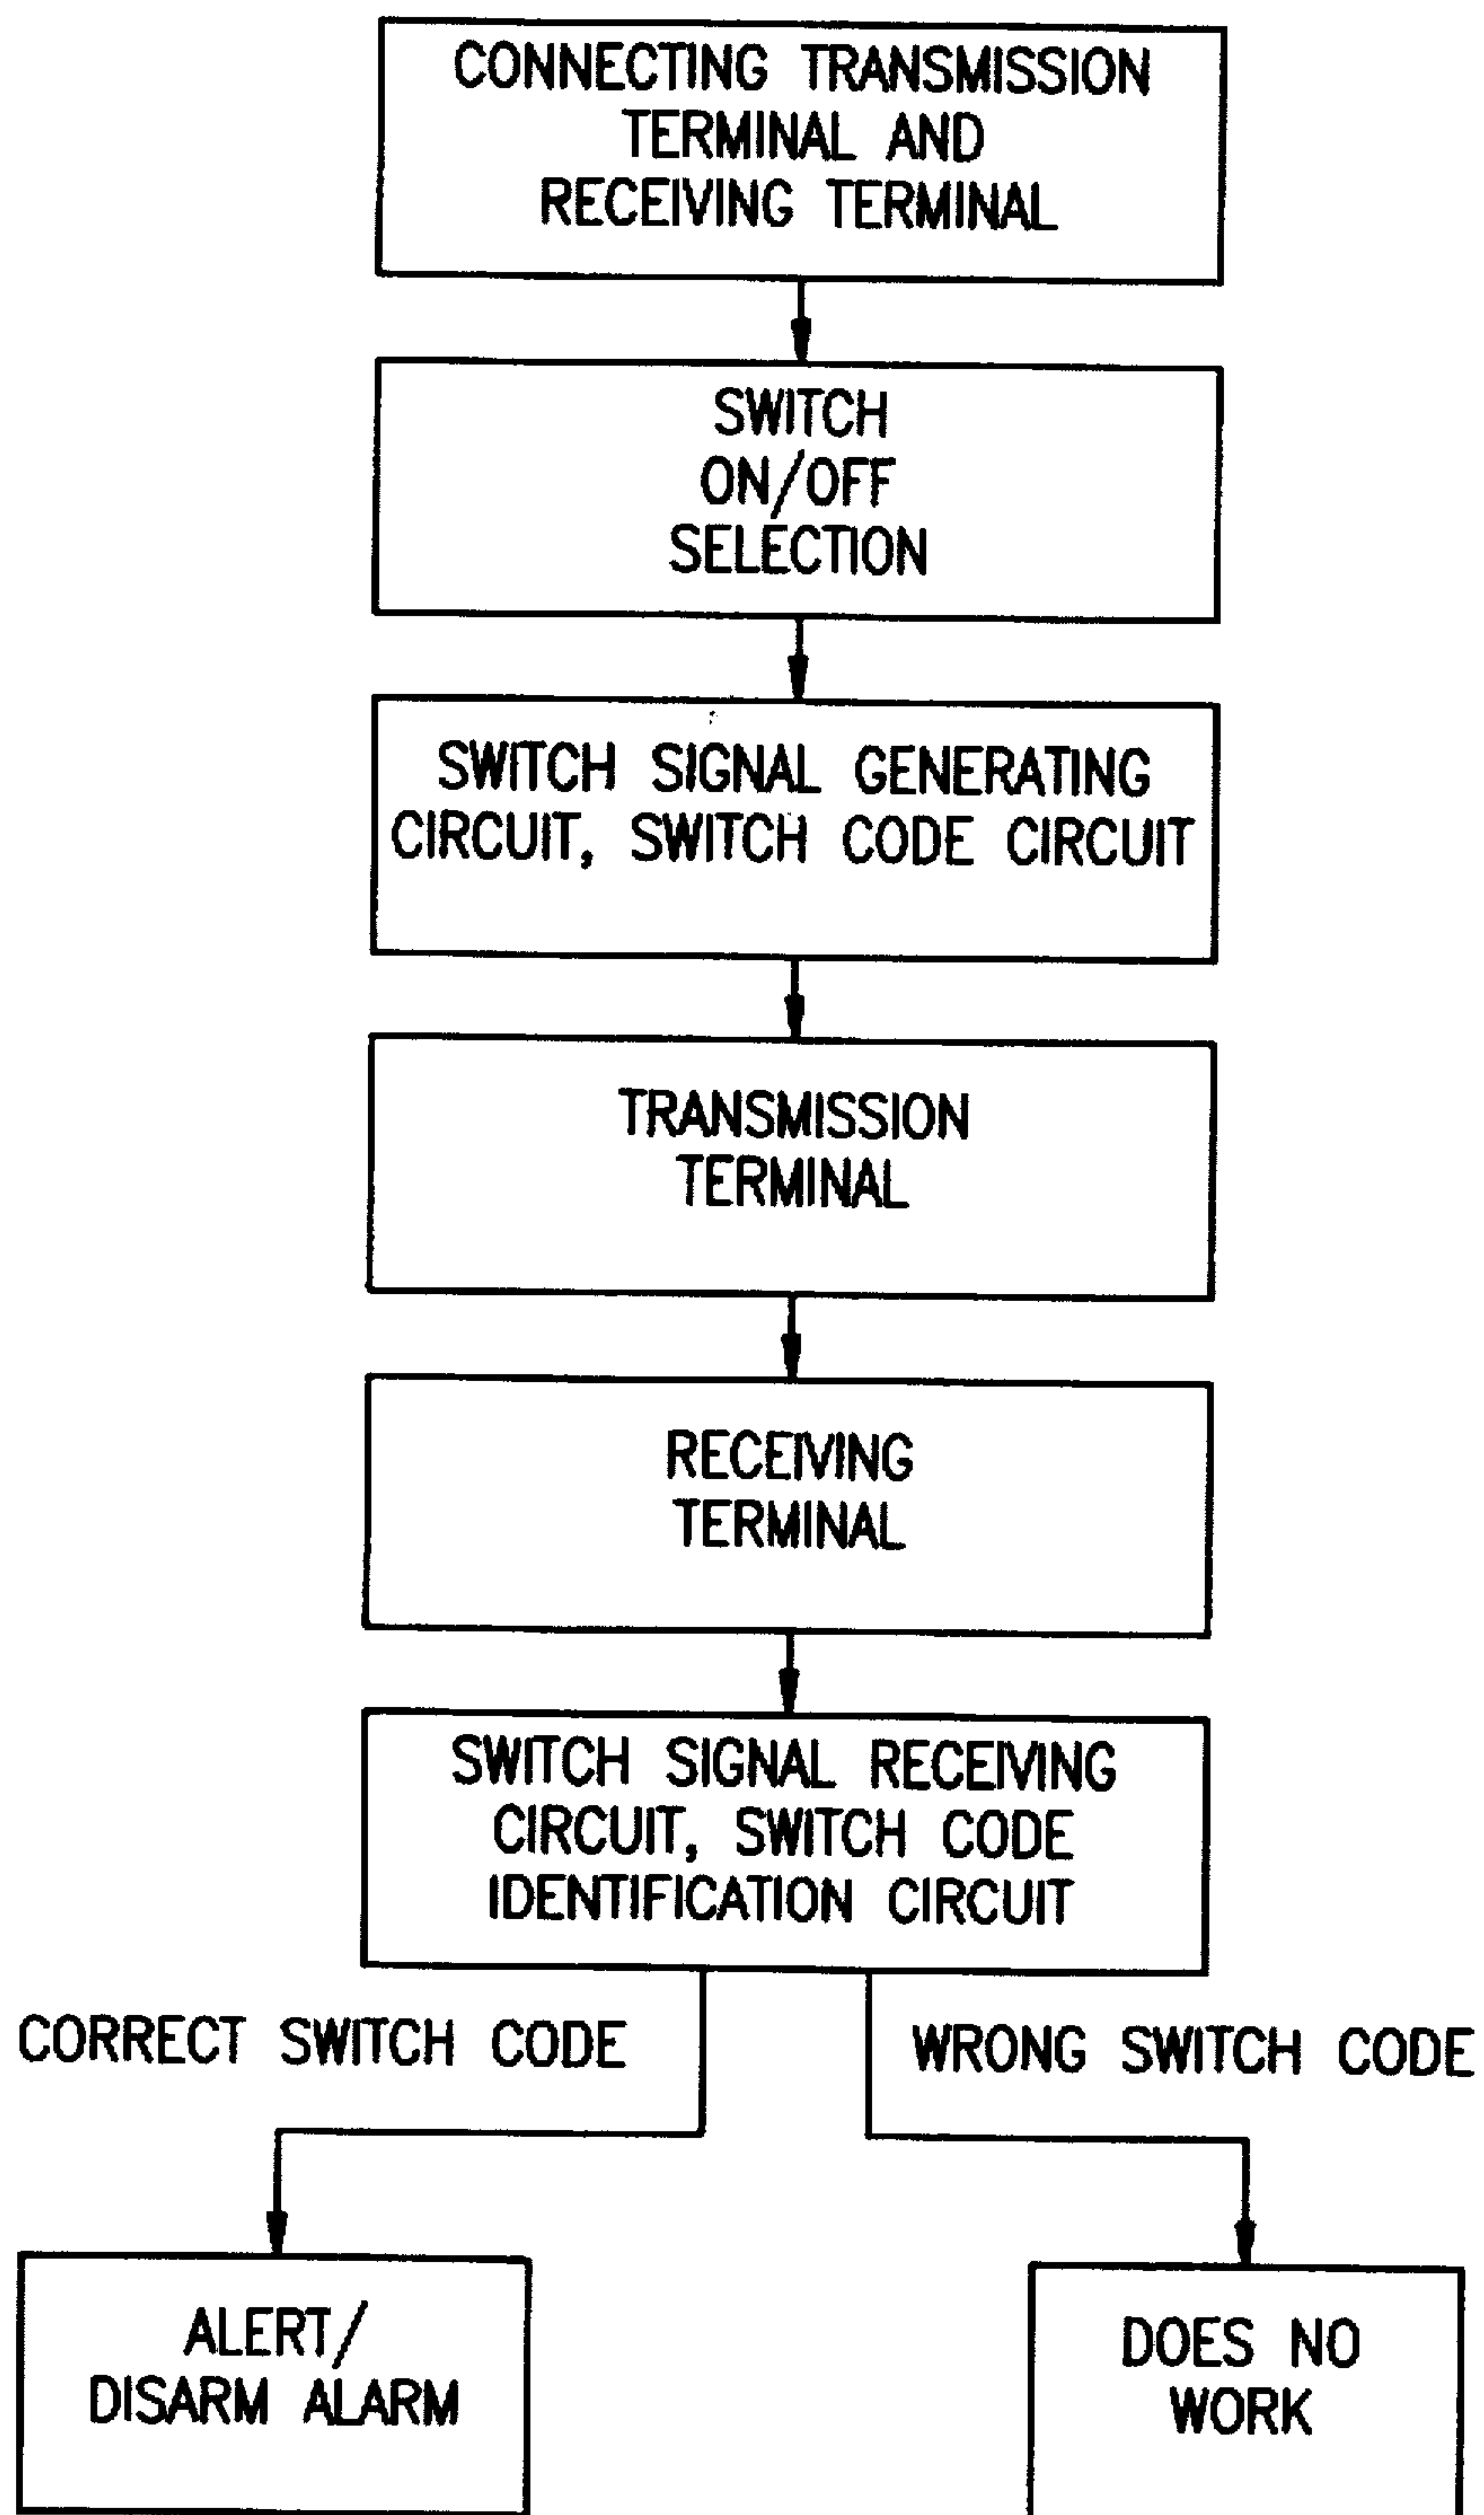 CONNECTING TRANSMISSION
TERMINAL AND
RECEIVING TERMINAL
SWITCH
ON/OFF
SELECTION
SWITCH SIGNAL GENERATING
CIRCUIT, SWITCH CODE CIRCUIT
TRANSMISSION
TERMINAL
RECEIVING
TERMINAL
SWITCH SIGNAL RECEIVING
CIRCUIT, SWITCH CODE
IDENTIFICATION CIRCUIT
CORRECT SWITCH CODE
WRONG SWITCH CODE
ALERT/
DISARM ALARM
DOES NO
WORK